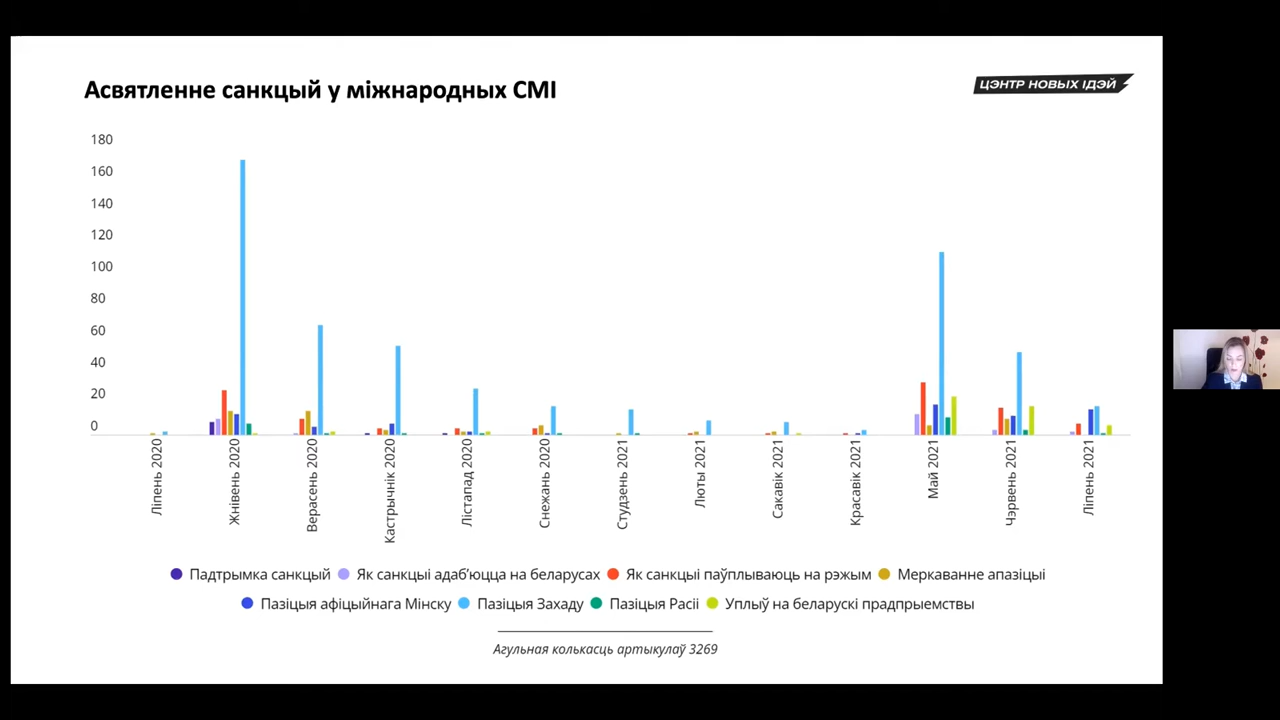 Асвятленне санкцый у міжнародных СМІ
ЦЭНТР НОВЫХ ІДЭЙ
180
160
140
120
100
80
60
40
20
0
Ліпень 2020
Жнівень 2020
Верасень 2020
Кастрычнік 2020
Лістапад 2020
Снежань 2020
Студзень 2021
Люты 2021
Сакавік 2021
Красавік 2021
Май 2021
Чэрвень 2021
Ліпень 2021
Падтрымка санкцый Як санкцыі адаб'юцца на беларусах Як санкцыі паўплываюць на рэжым Меркаванне апазіцыі
Пазіцыя афіцыйнага Мінску Пазіцыя Захаду Пазіцыя Расіі Уплыў на беларускі прадпрыемствы
Агульная колькасць артыкулаў 3269